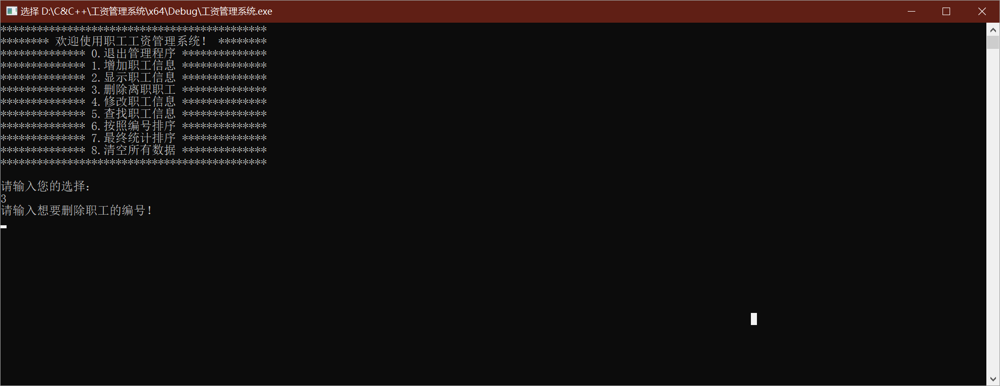 选择 D:\C&C++\工资管理系统\x64\Debug\工资管理系统.exe
********************************************
******** 欢迎使用职工工资管理系统！ ********
************** 0.退出管理程序 **************
************** 1.增加职工信息 **************
************** 2.显示职工信息 **************
************** 3.删除离职职工 **************
************** 4.修改职工信息 **************
************** 5.查找职工信息 **************
************** 6.按照编号排序 **************
************** 7.最终统计排序 **************
************** 8.清空所有数据 **************
********************************************
请输入您的选择：
3
请输入想要删除职工的编号！